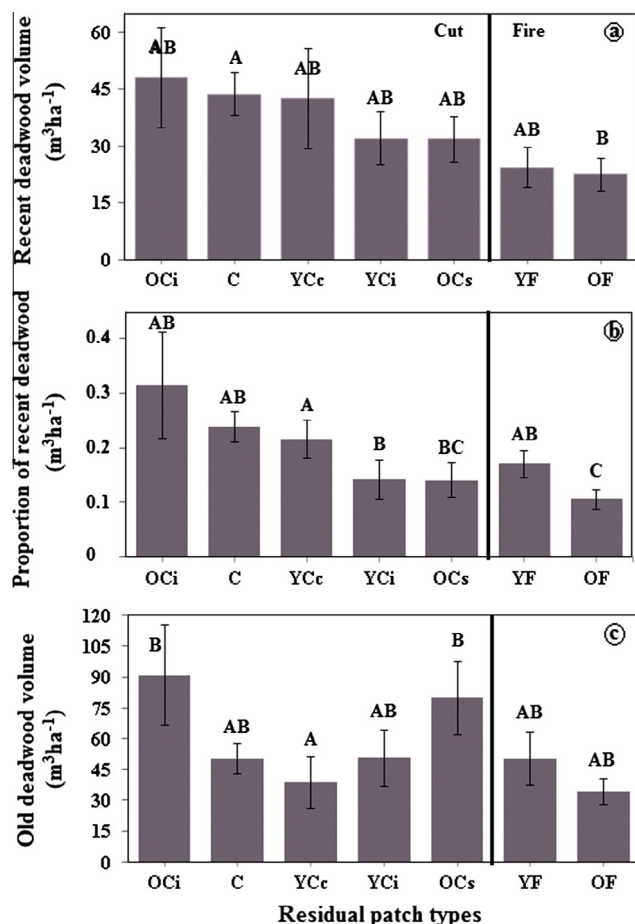 Recent deadwood volume
(m³ha⁻¹)
60
45
30
15
0
Cut Fire ⓐ
A
AB A AB AB AB AB B
OCi C YCc YCi OCs YF OF
Proportion of recent deadwood
(m³ha⁻¹)
0.4
0.3
0.2
0.1
0
ⓑ
AB AB A B BC AB C
OCi C YCc YCi OCs YF OF
Old deadwood volume
(m³ha⁻¹)
120
105
90
75
60
45
30
15
0
ⓒ
B AB A AB B AB AB
OCi C YCc YCi OCs YF OF
Residual patch types